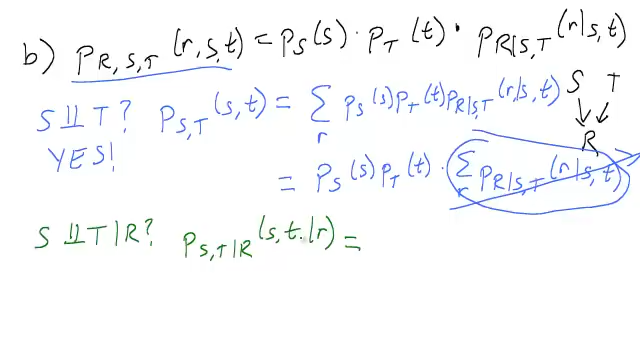 b) P_{R,S,T}(r,s,t) = P_S(s) · P_T(t) · P_{R|S,T}(r|s,t)
S ⫫ T? P_{S,T}(s,t) = Σ_r P_S(s) P_T(t) P_{R|S,T}(r|s,t)
YES!
= P_S(s) P_T(t) · Σ_r P_{R|S,T}(r|s,t)
S T
↘ ↙
R
S ⫫ T|R? P_{S,T|R}(s,t|r) =